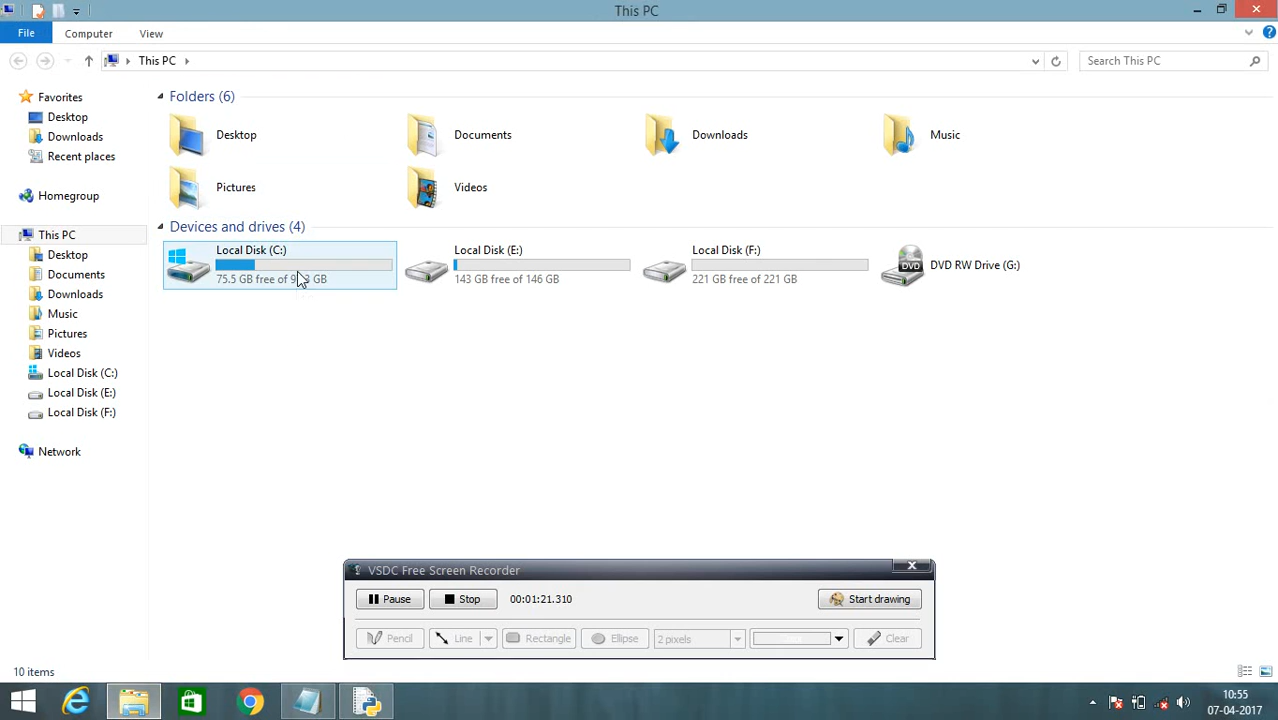 This PC
File Computer View
This PC
Search This PC
Favorites
Desktop
Downloads
Recent places
Homegroup
This PC
Desktop
Documents
Downloads
Music
Pictures
Videos
Local Disk (C:)
Local Disk (E:)
Local Disk (F:)
Network
Folders (6)
Desktop
Documents
Downloads
Music
Pictures
Videos
Devices and drives (4)
Local Disk (C:)
75.5 GB free of GB
Local Disk (E:)
143 GB free of 146 GB
Local Disk (F:)
221 GB free of 221 GB
DVD
DVD RW Drive (G:)
VSDC Free Screen Recorder
Pause Stop 00:01:21.310 Start drawing
Pencil Line Rectangle Ellipse 2 pixels Clear
10 items
10:55
07-04-2017